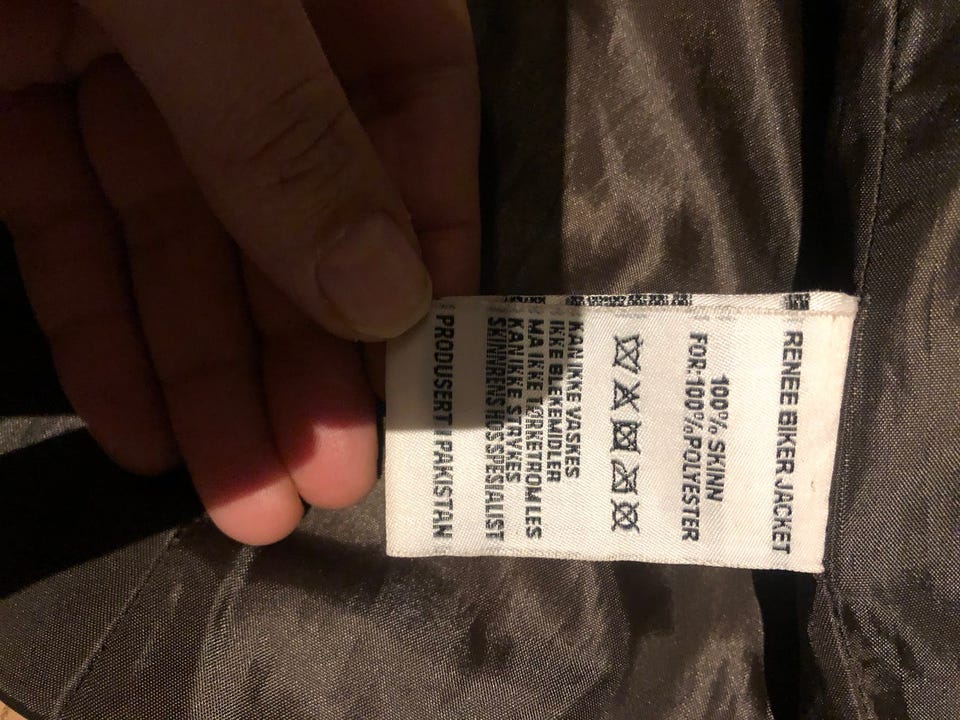 RENEE BIKER JACKET
100% SKINN
FOR:100%POLYESTER
KAN IKKE VASKES
IKKE BLEKEMIDLER
MA IKKE TØRKETROMLES
KAN IKKE STRYKES
SKINNRENS HOS SPESIALIST
PRODUSERT I PAKISTAN